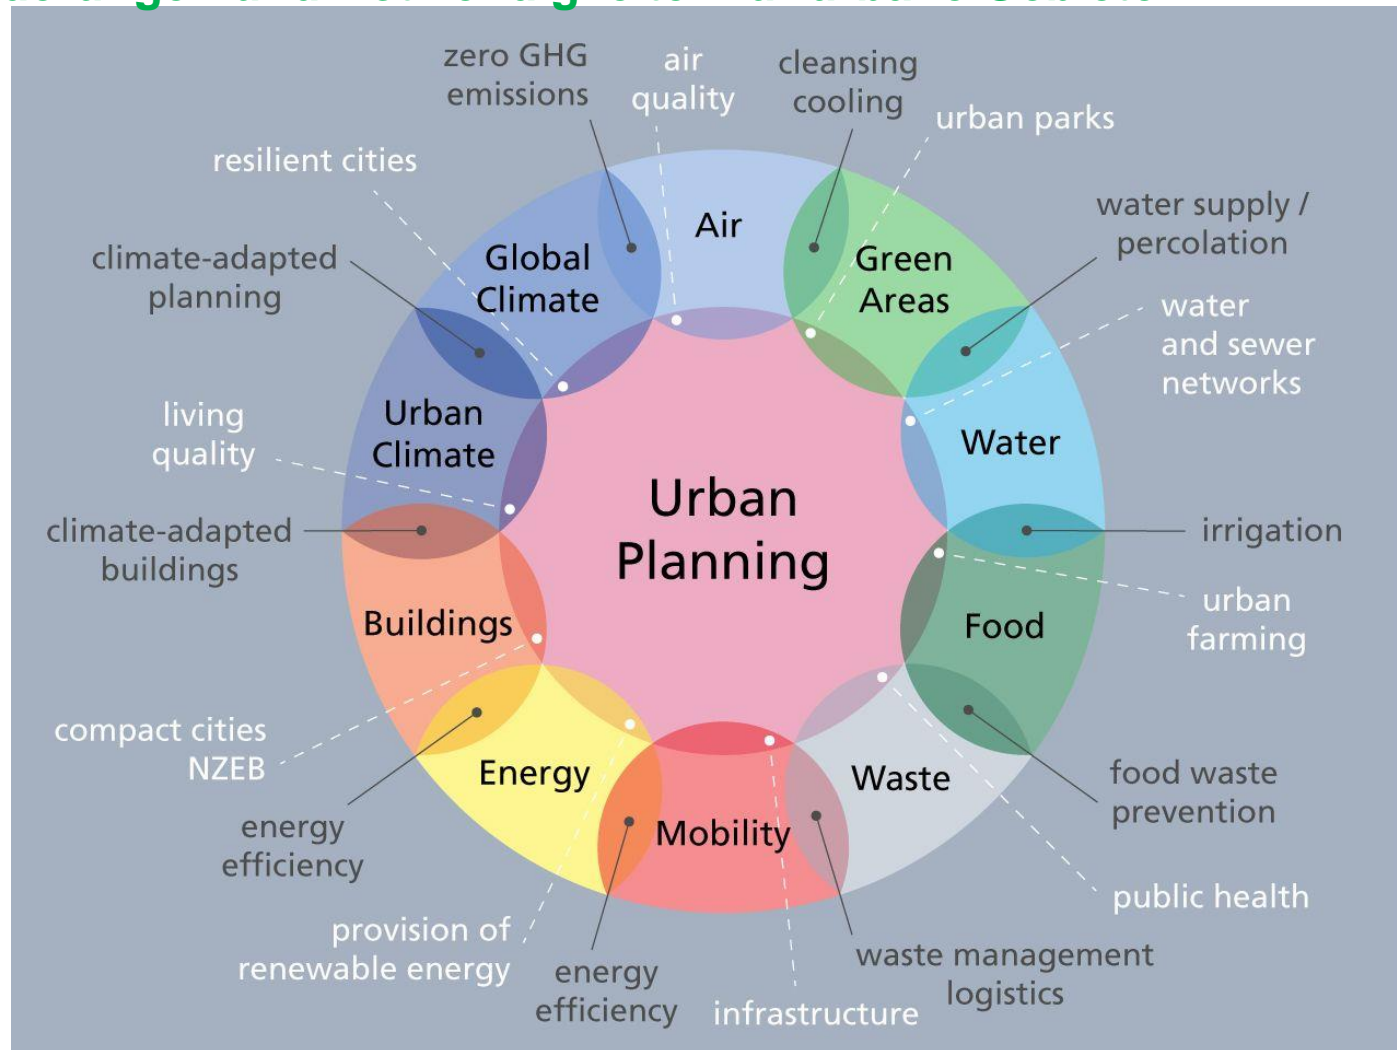 zero GHG
emissions
air
quality
cleansing
cooling
urban parks
resilient cities
water supply /
percolation
climate-adapted
planning
Global
Climate
Air
Green
Areas
water
and sewer
networks
living
quality
Urban
Climate
Water
Urban
Planning
climate-adapted
buildings
irrigation
Buildings
Food
urban
farming
compact cities
NZEB
Energy
Mobility
Waste
food waste
prevention
energy
efficiency
public health
provision of
renewable energy
energy
efficiency
infrastructure
waste management
logistics